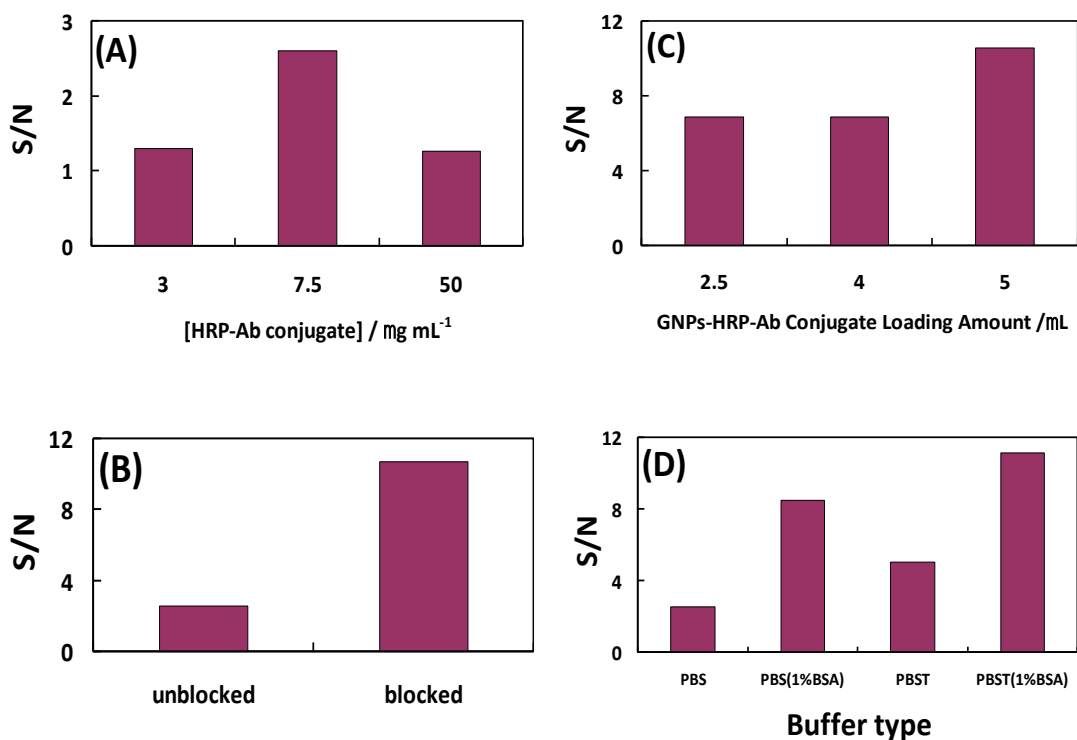 (A)
S/N
3
2
1
0
3 7.5 50
[HRP-Ab conjugate] / mg mL-1
(C)
S/N
12
8
4
0
2.5 4 5
GNPs-HRP-Ab Conjugate Loading Amount /mL
(B)
S/N
12
8
4
0
unblocked blocked
(D)
S/N
12
8
4
0
PBS PBS(1%BSA) PBST PBST(1%BSA)
Buffer type